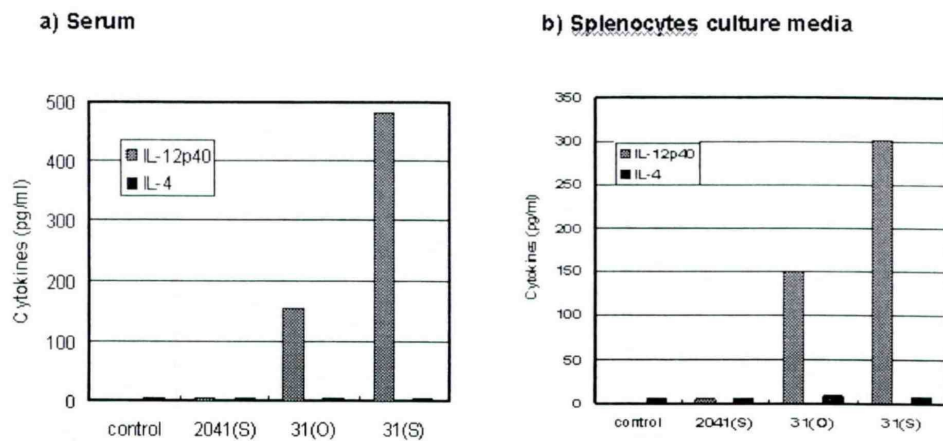 a) Serum
500
400
300
200
100
0
Cytokines (pg/ml)
IL-12p40
IL-4
control 2041(S) 31(O) 31(S)
b) Splenocytes culture media
350
300
250
200
150
100
50
0
Cytokines (pg/ml)
IL-12p40
IL-4
control 2041(S) 31(O) 31(S)